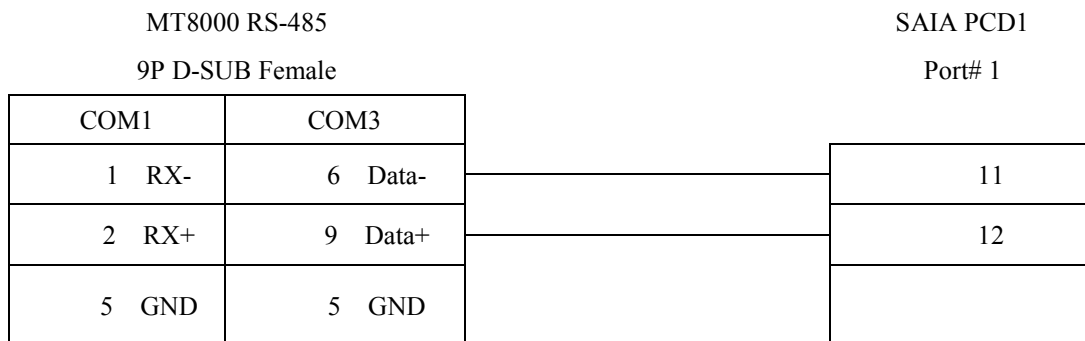 MT8000 RS-485 SAIA PCD1
9P D-SUB Female Port# 1
COM1 COM3
1 RX- 6 Data- 11
2 RX+ 9 Data+ 12
5 GND 5 GND